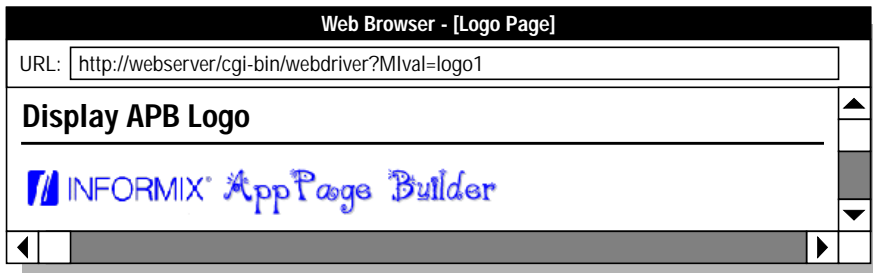 Web Browser - [Logo Page]
URL: http://webserver/cgi-bin/webdriver?MIval=logo1
Display APB Logo
INFORMIX® AppPage Builder